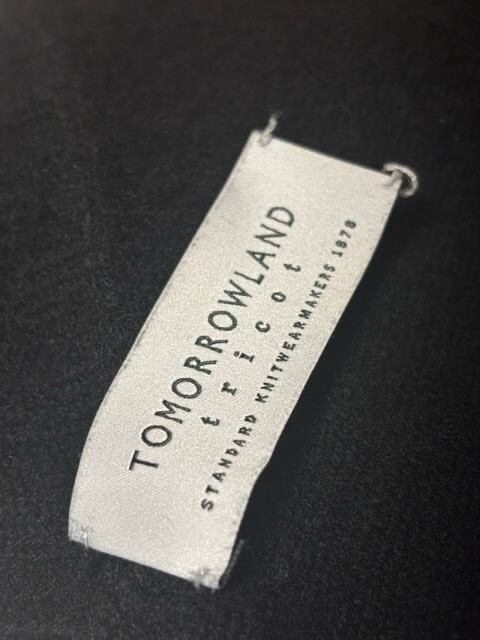 TOMORROWLAND
tricot
STANDARD KNITWEARMAKERS 1978